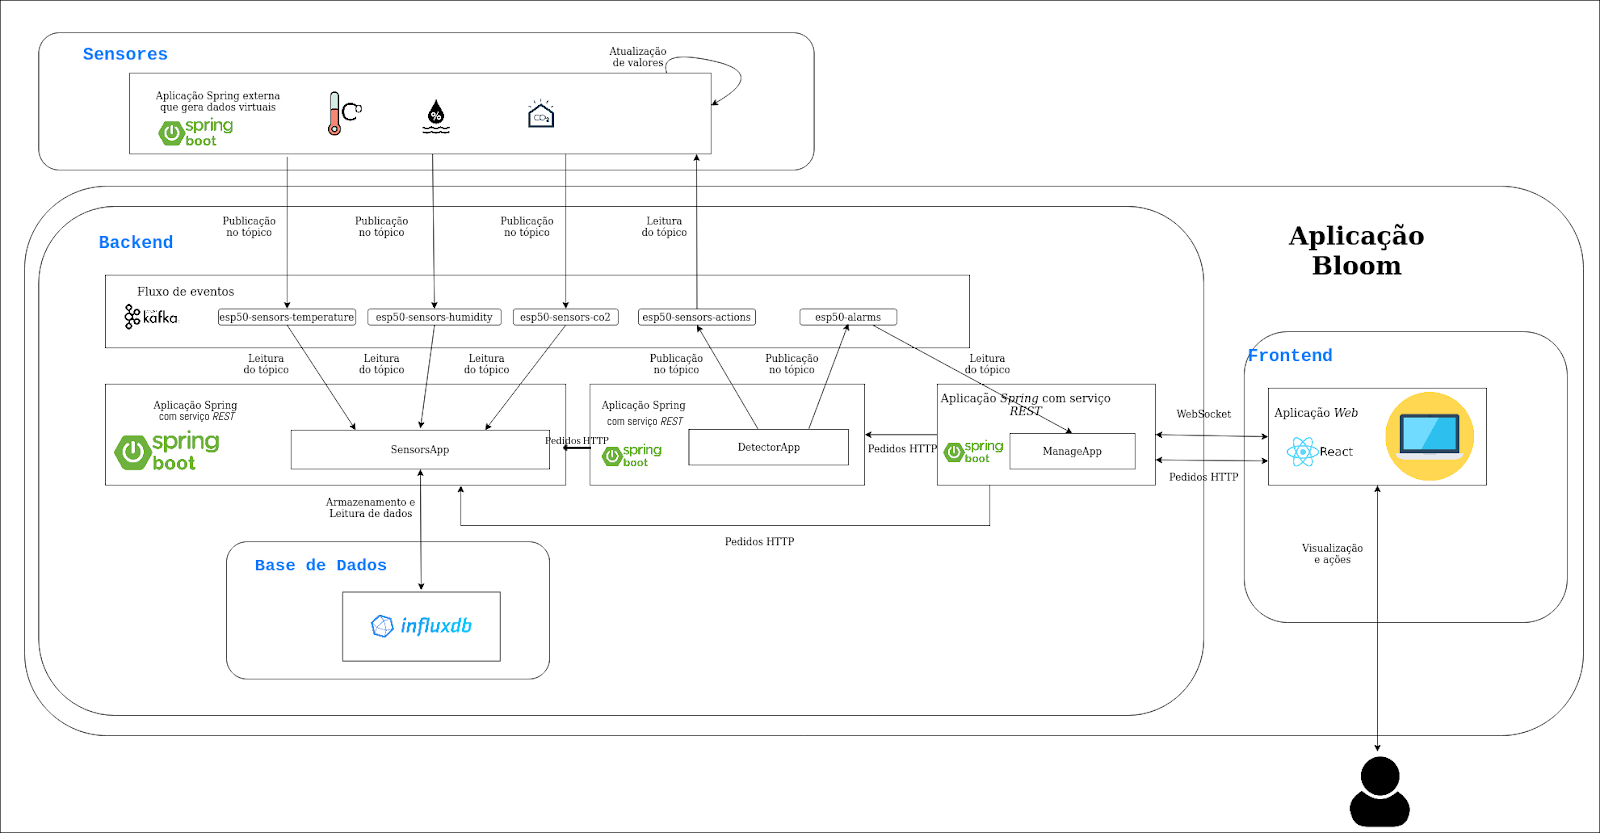 Sensores
Atualização
de valores
Aplicação Spring externa
que gera dados virtuais
spring
boot
C°
%
CO₂
Publicação
no tópico
Publicação
no tópico
Publicação
no tópico
Leitura
do tópico
Aplicação
Bloom
Backend
Fluxo de eventos
kafka
esp50-sensors-temperature
esp50-sensors-humidity
esp50-sensors-co2
esp50-sensors-actions
esp50-alarms
Leitura
do tópico
Leitura
do tópico
Leitura
do tópico
Publicação
no tópico
Publicação
no tópico
Leitura
do tópico
Frontend
Aplicação Spring
com serviço REST
spring
boot
SensorsApp
Pedidos HTTP
Aplicação Spring
com serviço REST
spring
boot
DetectorApp
Pedidos HTTP
Aplicação Spring com serviço
REST
spring
boot
ManageApp
WebSocket
Pedidos HTTP
Aplicação Web
React
Armazenamento e
Leitura de dados
Pedidos HTTP
Visualização
e ações
Base de Dados
influxdb